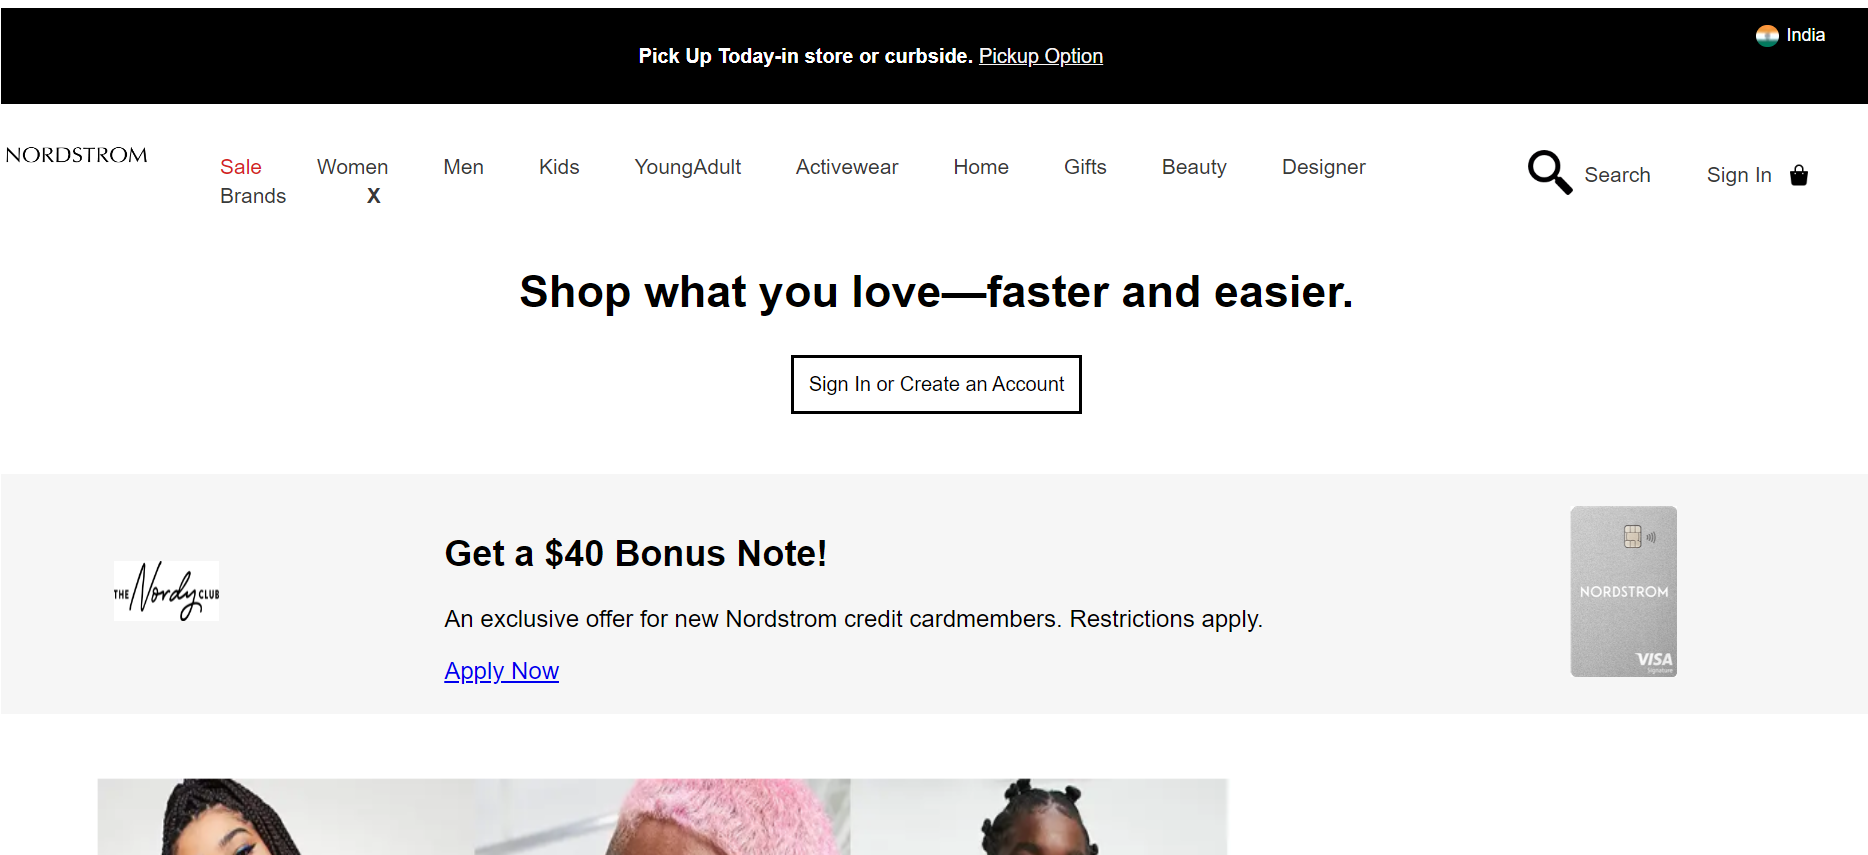 India
Pick Up Today-in store or curbside. Pickup Option
NORDSTROM
Sale Women Men Kids YoungAdult Activewear Home Gifts Beauty Designer
Brands X
Search Sign In
Shop what you love—faster and easier.
Sign In or Create an Account
THE Nordy CLUB
Get a $40 Bonus Note!
An exclusive offer for new Nordstrom credit cardmembers. Restrictions apply.
Apply Now
NORDSTROM
VISA
Signature